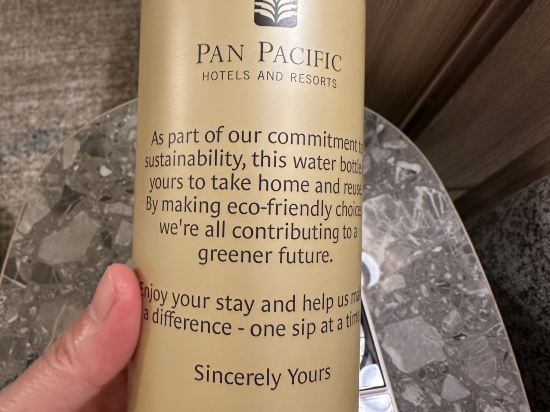 PAN PACIFIC
HOTELS AND RESORTS
As part of our commitment to
sustainability, this water bottle
yours to take home and reuse
By making eco-friendly choices
we're all contributing to a
greener future.
Enjoy your stay and help us ma
a difference - one sip at a time
Sincerely Yours